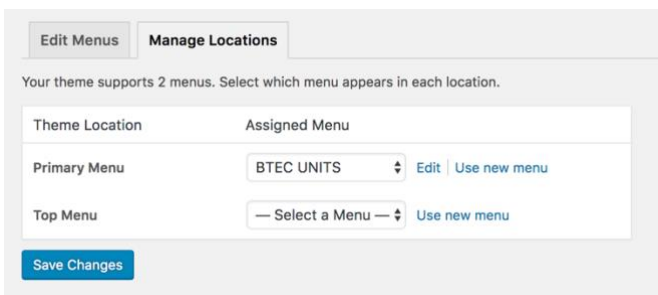 Edit Menus Manage Locations
Your theme supports 2 menus. Select which menu appears in each location.
Theme Location Assigned Menu
Primary Menu BTEC UNITS Edit Use new menu
Top Menu — Select a Menu — Use new menu
Save Changes